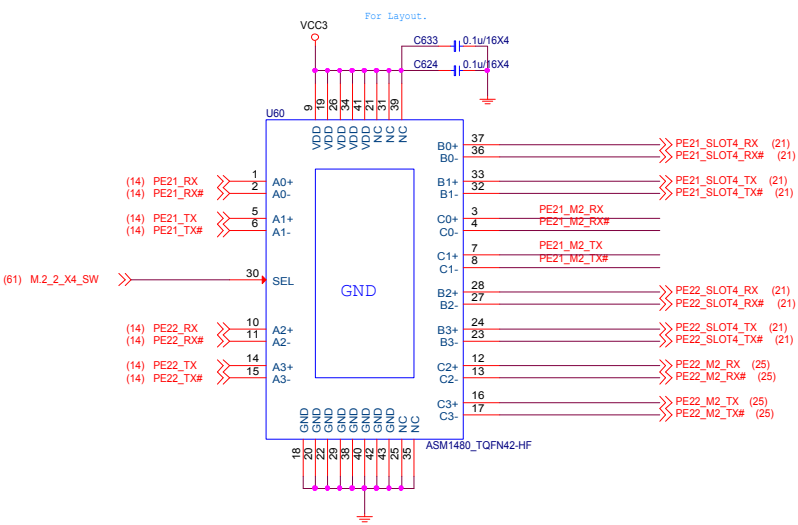 For Layout.
VCC3
C633 0.1u/16X4
C624 0.1u/16X4
U60
9 19 26 34 41 21 31 39
VDD VDD VDD VDD VDD NC NC NC
37 B0+ PE21_SLOT4_RX (21)
36 B0- PE21_SLOT4_RX# (21)
(14) PE21_RX 1 A0+
(14) PE21_RX# 2 A0-
33 B1+ PE21_SLOT4_TX (21)
32 B1- PE21_SLOT4_TX# (21)
(14) PE21_TX 5 A1+
(14) PE21_TX# 6 A1-
3 C0+ PE21_M2_RX
4 C0- PE21_M2_RX#
7 C1+ PE21_M2_TX
8 C1- PE21_M2_TX#
(61) M.2_2_X4_SW 30 SEL
GND
28 B2+ PE22_SLOT4_RX (21)
27 B2- PE22_SLOT4_RX# (21)
(14) PE22_RX 10 A2+
(14) PE22_RX# 11 A2-
24 B3+ PE22_SLOT4_TX (21)
23 B3- PE22_SLOT4_TX# (21)
(14) PE22_TX 14 A3+
(14) PE22_TX# 15 A3-
12 C2+ PE22_M2_RX (25)
13 C2- PE22_M2_RX# (25)
16 C3+ PE22_M2_TX (25)
17 C3- PE22_M2_TX# (25)
GND GND GND GND GND GND GND GND NC NC
ASM1480_TQFN42-HF
18 20 22 29 38 40 42 43 25 35